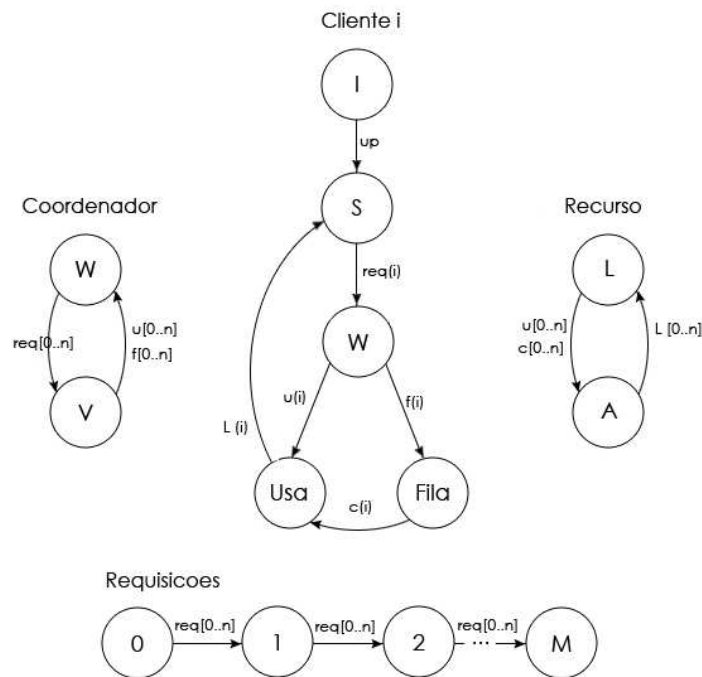 Cliente i
I
up
S
Coordenador
W
req[0..n]
u[0..n]
f[0..n]
V
req(i)
W
u(i)
f(i)
L (i)
Usa
Fila
c(i)
Recurso
L
u[0..n]
c[0..n]
L [0..n]
A
Requisicoes
0
req[0..n]
1
req[0..n]
2
req[0..n]
...
M